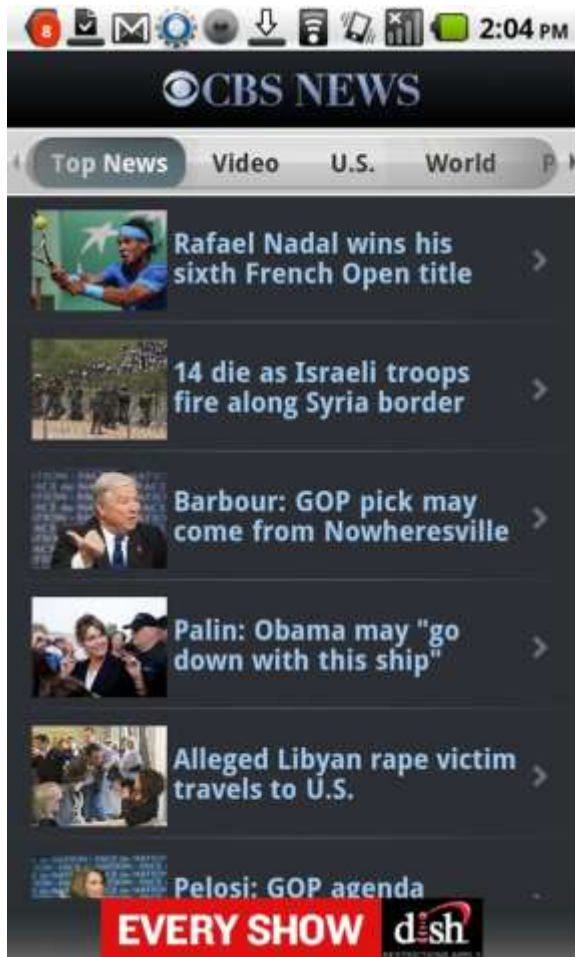 8
2:04 PM
CBS NEWS
Top News Video U.S. World P
Rafael Nadal wins his
sixth French Open title
14 die as Israeli troops
fire along Syria border
Barbour: GOP pick may
come from Nowheresville
Palin: Obama may "go
down with this ship"
Alleged Libyan rape victim
travels to U.S.
Pelosi: GOP agenda
EVERY SHOW dish
RESTRICTIONS APPLY